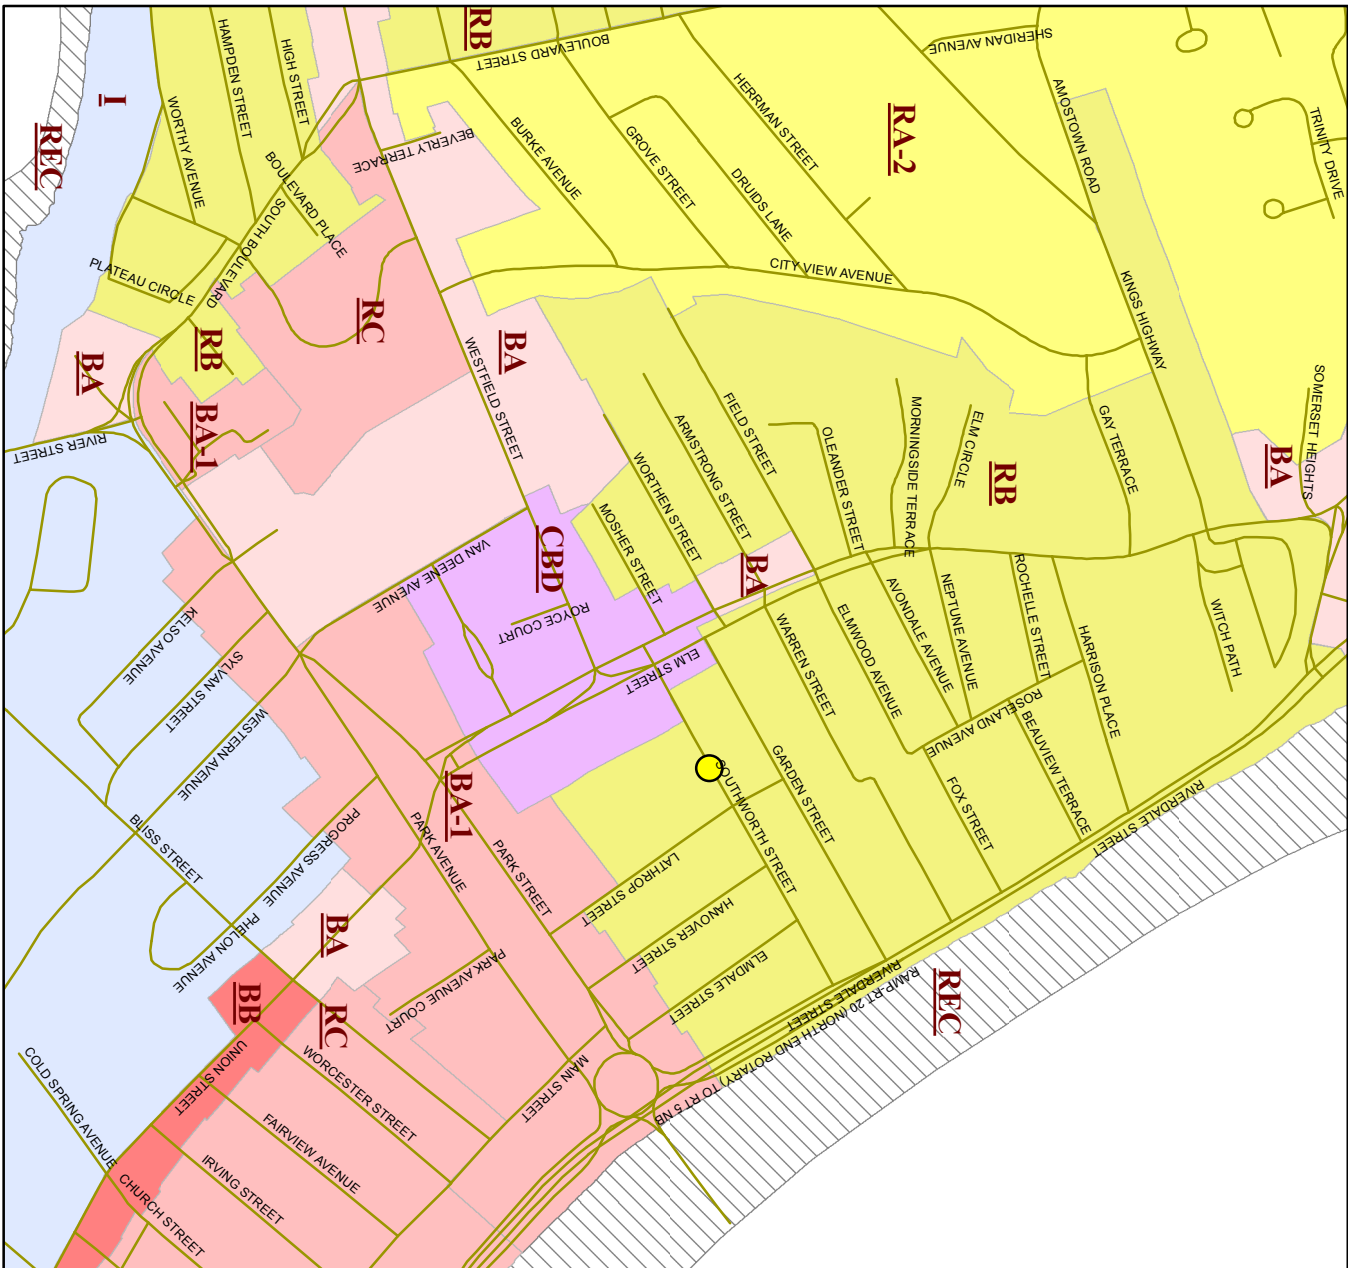 RB
BOULEVARD STREET
SHERIDAN AVENUE
HAMPDEN STREET
HIGH STREET
I
WORTHY AVENUE
REC
HERRMAN STREET
RA-2
AMOSTOWN ROAD
TRINITY DRIVE
BURKE AVENUE
GROVE STREET
BEVERLY TERRACE
DRUIDS LANE
BOULEVARD PLACE
SOUTH BOULEVARD
PLATEAU CIRCLE
CITY VIEW AVENUE
KINGS HIGHWAY
RC
BA
RB
BA
WESTFIELD STREET
BA-1
RIVER STREET
FIELD STREET
ARMSTRONG STREET
WORTHEN STREET
OLEANDER STREET
MORNINGSIDE TERRACE
ELM CIRCLE
RB
GAY TERRACE
SOMERSET HEIGHTS
BA
MOSHER STREET
CBD
VAN DEENE AVENUE
ROYCE COURT
BA
KELSO AVENUE
SYLVAN STREET
WESTERN AVENUE
ELM STREET
WARREN STREET
ELMWOOD AVENUE
AVONDALE AVENUE
NEPTUNE AVENUE
ROCHELLE STREET
HARRISON PLACE
WITCH PATH
ROSELAND AVENUE
BEAUVIEW TERRACE
FOX STREET
GARDEN STREET
SOUTHWORTH STREET
RIVERDALE STREET
BA-1
PARK AVENUE
PARK STREET
PROGRESS AVENUE
BLISS STREET
PHELON AVENUE
LATHROP STREET
HANOVER STREET
ELMDALE STREET
BA
PARK AVENUE COURT
RIVERDALE STREET
RAMP-RT 20 (NORTH END ROTARY) TO RT 5 NB
REC
BB
RC
UNION STREET
WORCESTER STREET
MAIN STREET
COLD SPRING AVENUE
FAIRVIEW AVENUE
IRVING STREET
CHURCH STREET